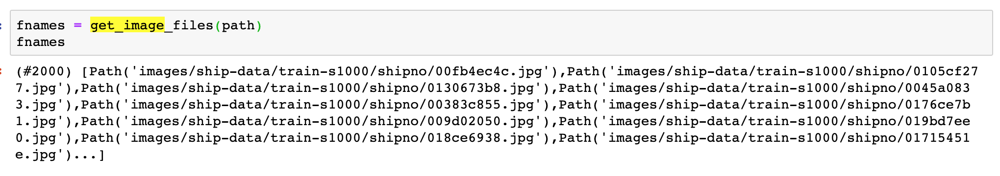 fnames = get_image_files(path)
fnames
(#2000) [Path('images/ship-data/train-s1000/shipno/00fb4ec4c.jpg'),Path('images/ship-data/train-s1000/shipno/0105cf27
7.jpg'),Path('images/ship-data/train-s1000/shipno/0130673b8.jpg'),Path('images/ship-data/train-s1000/shipno/0045a083
3.jpg'),Path('images/ship-data/train-s1000/shipno/00383c855.jpg'),Path('images/ship-data/train-s1000/shipno/0176ce7b
1.jpg'),Path('images/ship-data/train-s1000/shipno/009d02050.jpg'),Path('images/ship-data/train-s1000/shipno/019bd7ee
0.jpg'),Path('images/ship-data/train-s1000/shipno/018ce6938.jpg'),Path('images/ship-data/train-s1000/shipno/01715451
e.jpg')...]